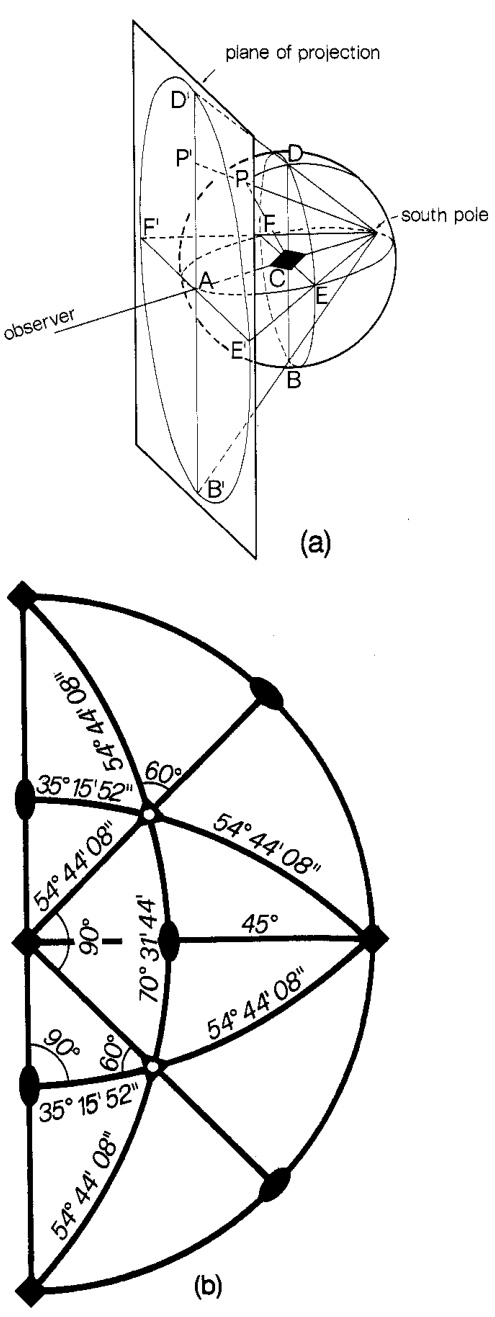 plane of projection
D'
P'
P
D
F'
F
south pole
A
C
E
observer
E'
B
B'
(a)
54° 44' 08"
60°
35° 15' 52"
54° 44' 08"
54° 44' 08"
90°
70° 31' 44'
45°
54° 44' 08"
90°
60°
35° 15' 52"
54° 44' 08"
(b)